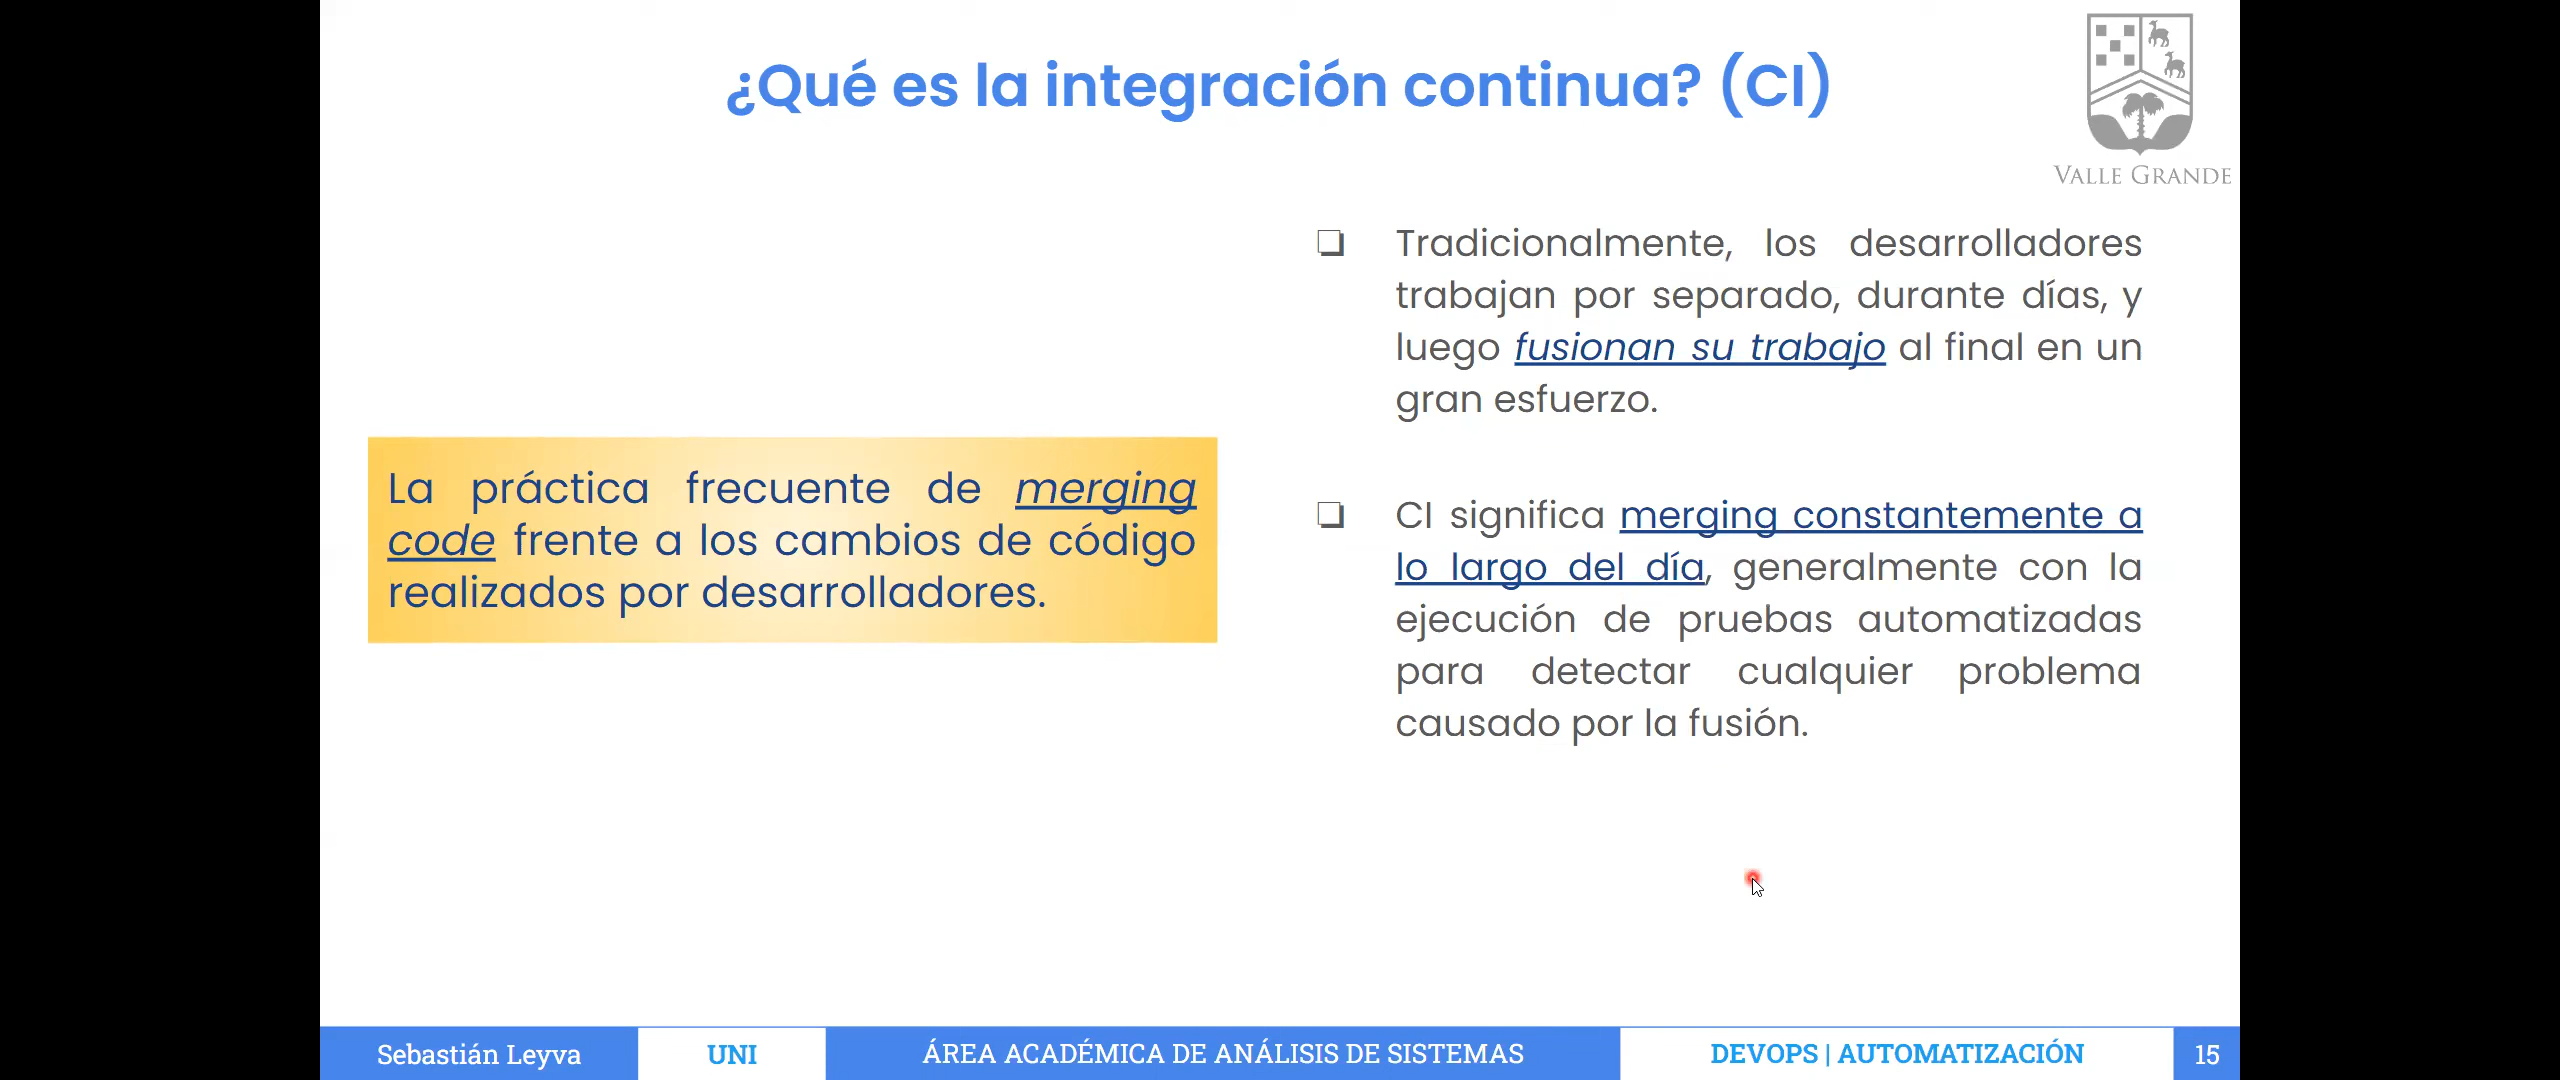 ¿Qué es la integración continua? (CI)
VALLE GRANDE
La práctica frecuente de merging
code frente a los cambios de código
realizados por desarrolladores.
❏ Tradicionalmente, los desarrolladores
trabajan por separado, durante días, y
luego fusionan su trabajo al final en un
gran esfuerzo.
❏ CI significa merging constantemente a
lo largo del día, generalmente con la
ejecución de pruebas automatizadas
para detectar cualquier problema
causado por la fusión.
Sebastián Leyva
UNI
ÁREA ACADÉMICA DE ANÁLISIS DE SISTEMAS
DEVOPS | AUTOMATIZACIÓN
15